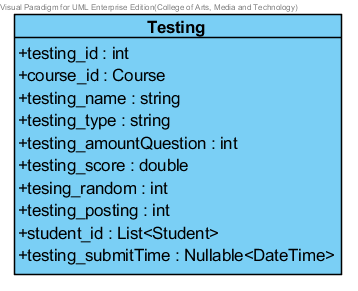 Visual Paradigm for UML Enterprise Edition(College of Arts, Media and Technology)
Testing
+testing_id : int
+course_id : Course
+testing_name : string
+testing_type : string
+testing_amountQuestion : int
+testing_score : double
+tesing_random : int
+testing_posting : int
+student_id : List<Student>
+testing_submitTime : Nullable<DateTime>